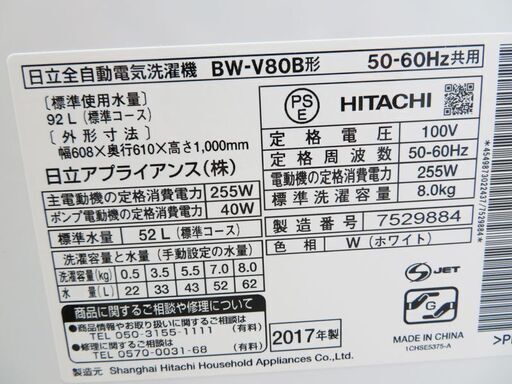 日立全自動電気洗濯機 BW-V80B形 50-60Hz共用
〔標準使用水量〕
92 L (標準コース)
〔外形寸法〕
幅608×奥行610×高さ1,000mm
日立アプライアンス(株)
主電動機の定格消費電力 255W
ポンプ電動機の定格消費電力 40W
標準水量 52 L (標準コース)
洗濯容量と水量 (手動設定の水量)
洗濯容量(kg) 0.5 3.5 5.5 7.0 8.0
水 量(L) 22 33 43 52 62
商品に関するご相談や修理について
商品および お取り扱いのご相談
TEL 050-3155-1111 (有料)
修理のご相談
TEL 0570-0031-68 (有料)
製造元 Shanghai Hitachi Household Appliances Co., Ltd.
PSE HITACHI
定格電圧 100V
定格周波数 50-60Hz
電動機の定格消費電力 255W
標準洗濯容量 8.0kg
製造番号 7529884
色相 W (ホワイト)
S JET
2017年製
MADE IN CHINA
1CHSE5375-A
*4549873022437/7529884*
>P